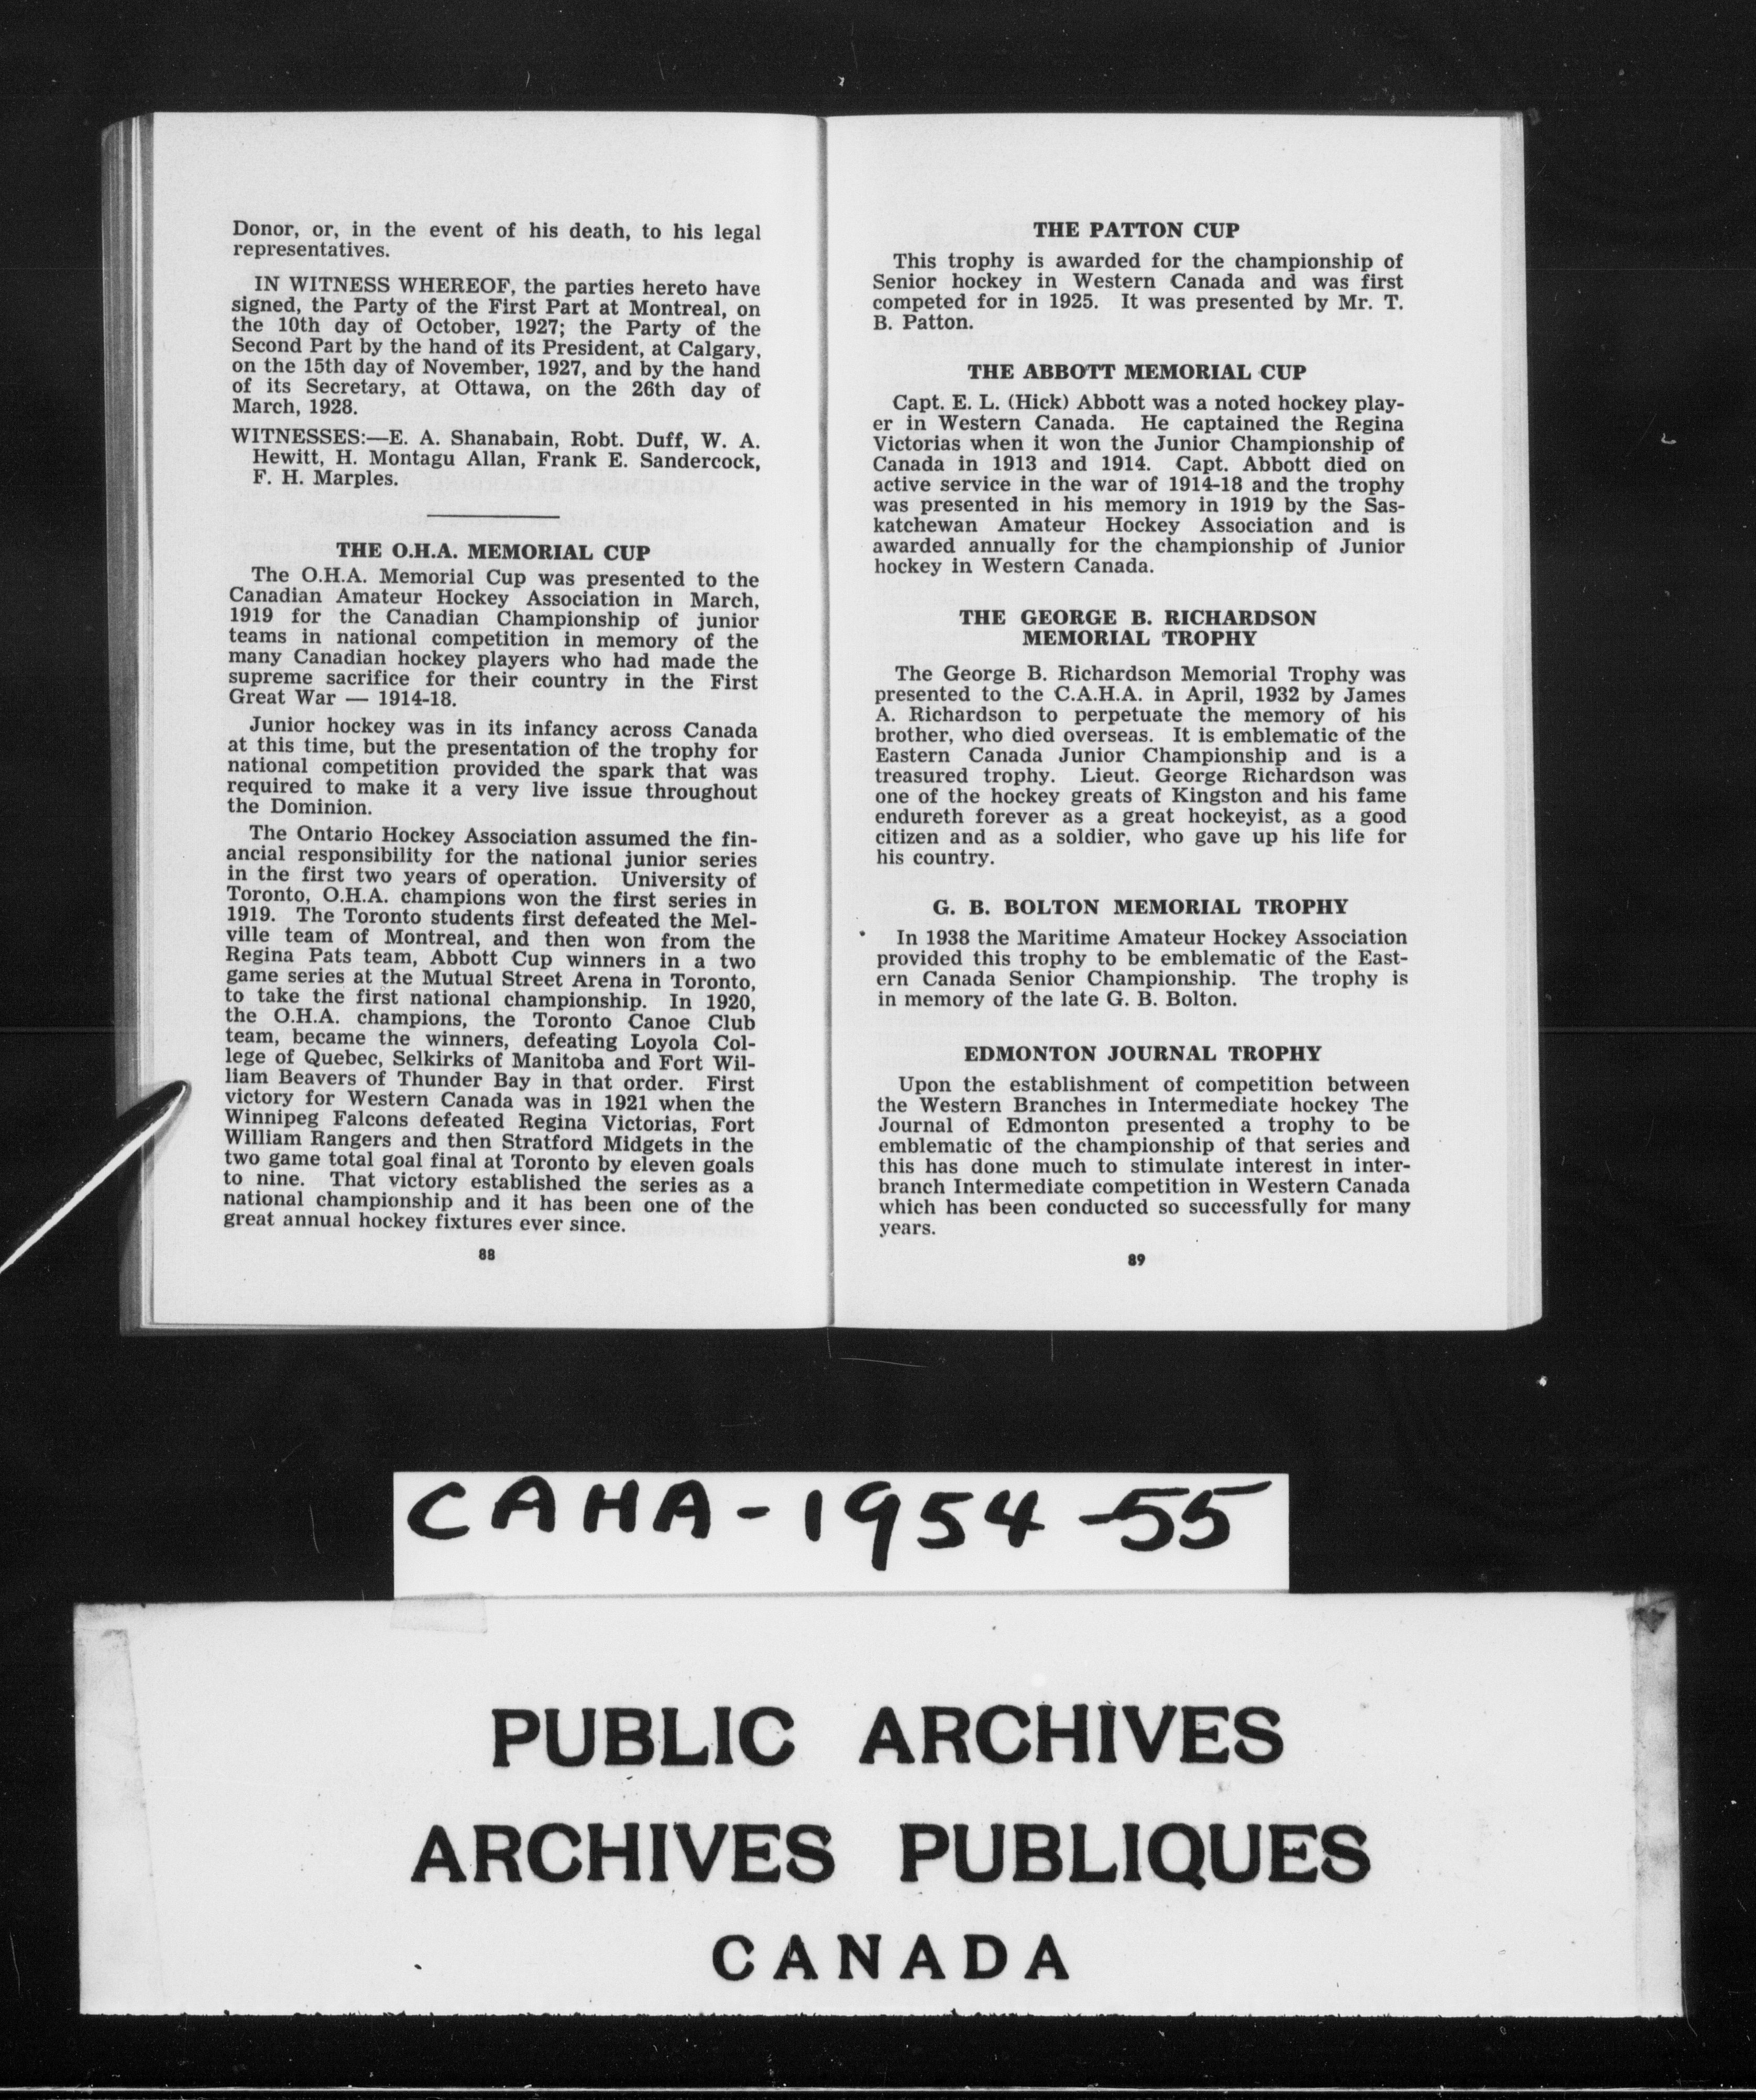 Donor, or, in the event of his death, to his legal
representatives.
IN WITNESS WHEREOF, the parties hereto have
signed, the Party of the First Part at Montreal, on
the 10th day of October, 1927; the Party of the
Second Part by the hand of its President, at Calgary,
on the 15th day of November, 1927, and by the hand
of its Secretary, at Ottawa, on the 26th day of
March, 1928.
WITNESSES:—E. A. Shanabain, Robt. Duff, W. A.
Hewitt, H. Montagu Allan, Frank E. Sandercock,
F. H. Marples.
THE O.H.A. MEMORIAL CUP
The O.H.A. Memorial Cup was presented to the
Canadian Amateur Hockey Association in March,
1919 for the Canadian Championship of junior
teams in national competition in memory of the
many Canadian hockey players who had made the
supreme sacrifice for their country in the First
Great War — 1914-18.
Junior hockey was in its infancy across Canada
at this time, but the presentation of the trophy for
national competition provided the spark that was
required to make it a very live issue throughout
the Dominion.
The Ontario Hockey Association assumed the fin-
ancial responsibility for the national junior series
in the first two years of operation. University of
Toronto, O.H.A. champions won the first series in
1919. The Toronto students first defeated the Mel-
ville team of Montreal, and then won from the
Regina Pats team, Abbott Cup winners in a two
game series at the Mutual Street Arena in Toronto,
to take the first national championship. In 1920,
the O.H.A. champions, the Toronto Canoe Club
team, became the winners, defeating Loyola Col-
lege of Quebec, Selkirks of Manitoba and Fort Wil-
liam Beavers of Thunder Bay in that order. First
victory for Western Canada was in 1921 when the
Winnipeg Falcons defeated Regina Victorias, Fort
William Rangers and then Stratford Midgets in the
two game total goal final at Toronto by eleven goals
to nine. That victory established the series as a
national championship and it has been one of the
great annual hockey fixtures ever since.
88
THE PATTON CUP
This trophy is awarded for the championship of
Senior hockey in Western Canada and was first
competed for in 1925. It was presented by Mr. T.
B. Patton.
THE ABBOTT MEMORIAL CUP
Capt. E. L. (Hick) Abbott was a noted hockey play-
er in Western Canada. He captained the Regina
Victorias when it won the Junior Championship of
Canada in 1913 and 1914. Capt. Abbott died on
active service in the war of 1914-18 and the trophy
was presented in his memory in 1919 by the Sas-
katchewan Amateur Hockey Association and is
awarded annually for the championship of Junior
hockey in Western Canada.
THE GEORGE B. RICHARDSON
MEMORIAL TROPHY
The George B. Richardson Memorial Trophy was
presented to the C.A.H.A. in April, 1932 by James
A. Richardson to perpetuate the memory of his
brother, who died overseas. It is emblematic of the
Eastern Canada Junior Championship and is a
treasured trophy. Lieut. George Richardson was
one of the hockey greats of Kingston and his fame
endureth forever as a great hockeyist, as a good
citizen and as a soldier, who gave up his life for
his country.
G. B. BOLTON MEMORIAL TROPHY
In 1938 the Maritime Amateur Hockey Association
provided this trophy to be emblematic of the East-
ern Canada Senior Championship. The trophy is
in memory of the late G. B. Bolton.
EDMONTON JOURNAL TROPHY
Upon the establishment of competition between
the Western Branches in Intermediate hockey The
Journal of Edmonton presented a trophy to be
emblematic of the championship of that series and
this has done much to stimulate interest in inter-
branch Intermediate competition in Western Canada
which has been conducted so successfully for many
years.
89
CAHA-1954-55
PUBLIC ARCHIVES
ARCHIVES PUBLIQUES
CANADA